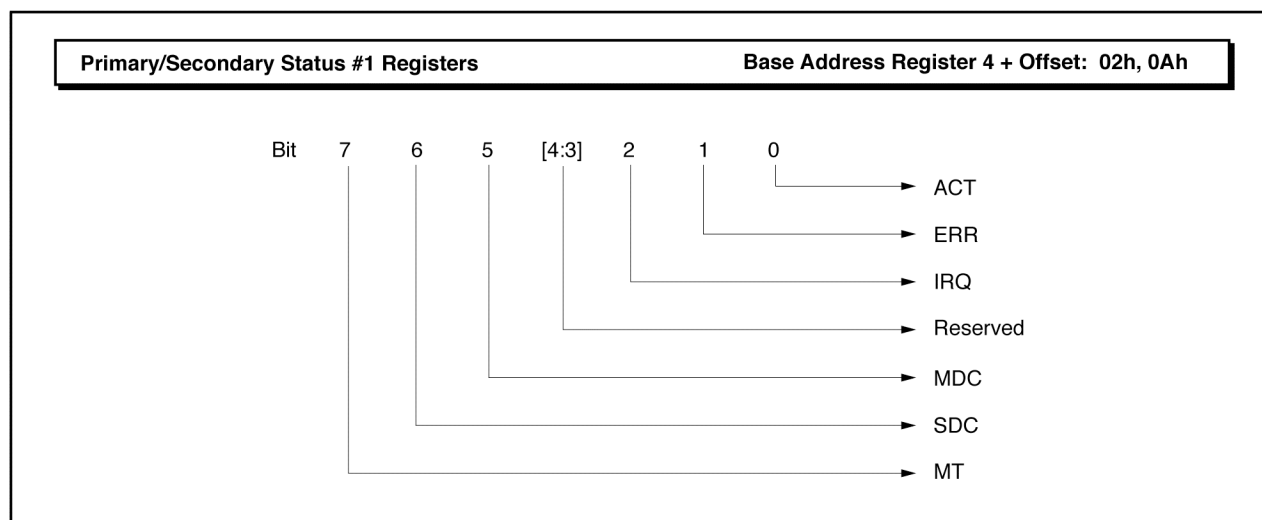 Primary/Secondary Status #1 Registers Base Address Register 4 + Offset: 02h, 0Ah
Bit 7 6 5 [4:3] 2 1 0
ACT
ERR
IRQ
Reserved
MDC
SDC
MT